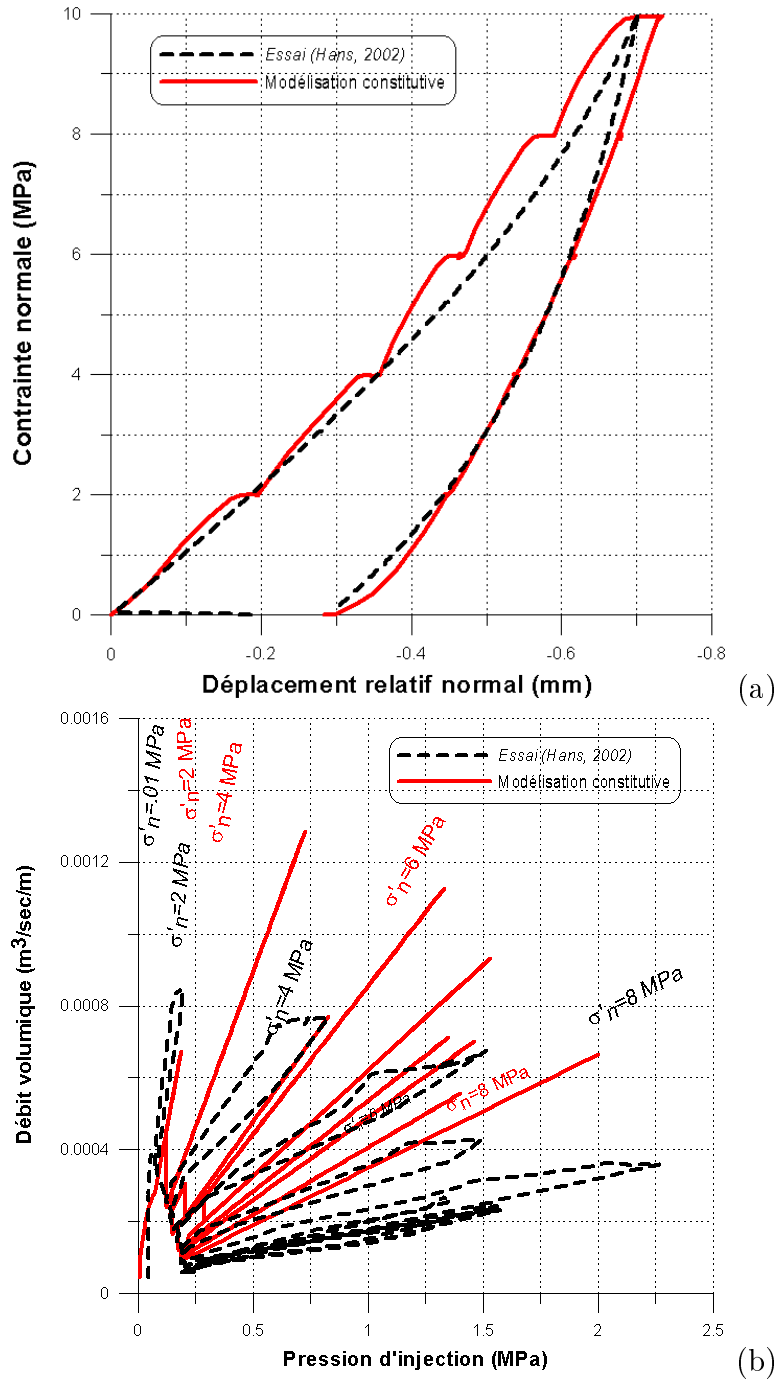 10
8
6
4
2
0
Contrainte normale (MPa)
Essai (Hans, 2002)
Modélisation constitutive
0
-0.2
-0.4
-0.6
-0.8
Déplacement relatif normal (mm)
(a)
0.0016
0.0012
0.0008
0.0004
0
Débit volumique (m³/sec/m)
σ'n=.01 MPa
σ'n=2 MPa
σ'n=4 MPa
σ'n=2 MPa
σ'n=6 MPa
σ'n=4 MPa
σ'n=8 MPa
σ'n=8 MPa
Essai (Hans, 2002)
Modélisation constitutive
0
0.5
1
1.5
2
2.5
Pression d'injection (MPa)
(b)